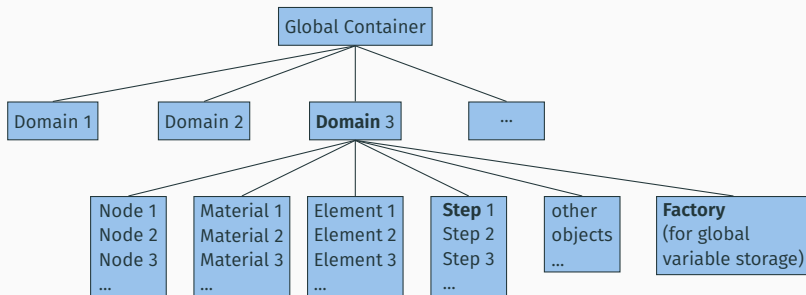 Global Container
Domain 1
Domain 2
Domain 3
...
Node 1
Node 2
Node 3
...
Material 1
Material 2
Material 3
...
Element 1
Element 2
Element 3
...
Step 1
Step 2
Step 3
...
other
objects
...
Factory
(for global
variable storage)